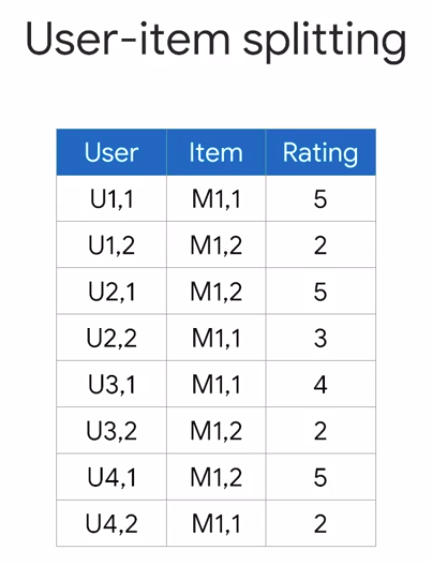 User-item splitting
User Item Rating
U1,1 M1,1 5
U1,2 M1,2 2
U2,1 M1,2 5
U2,2 M1,1 3
U3,1 M1,1 4
U3,2 M1,2 2
U4,1 M1,2 5
U4,2 M1,1 2